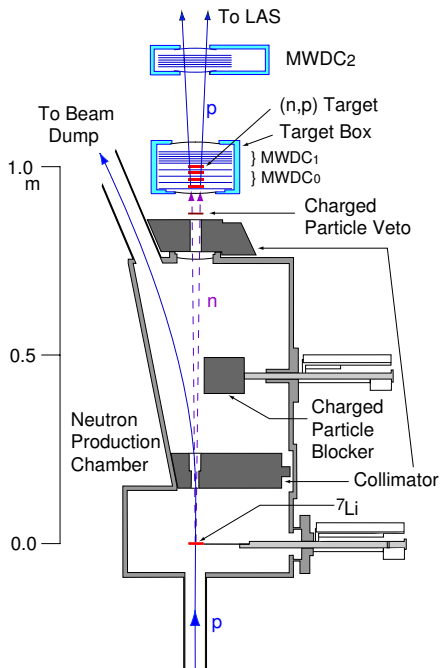 To LAS
MWDC2
To Beam
Dump
p
(n,p) Target
Target Box
} MWDC1
} MWDC0
1.0
m
Charged
Particle Veto
n
0.5
Neutron
Production
Chamber
Charged
Particle
Blocker
Collimator
7Li
0.0
p